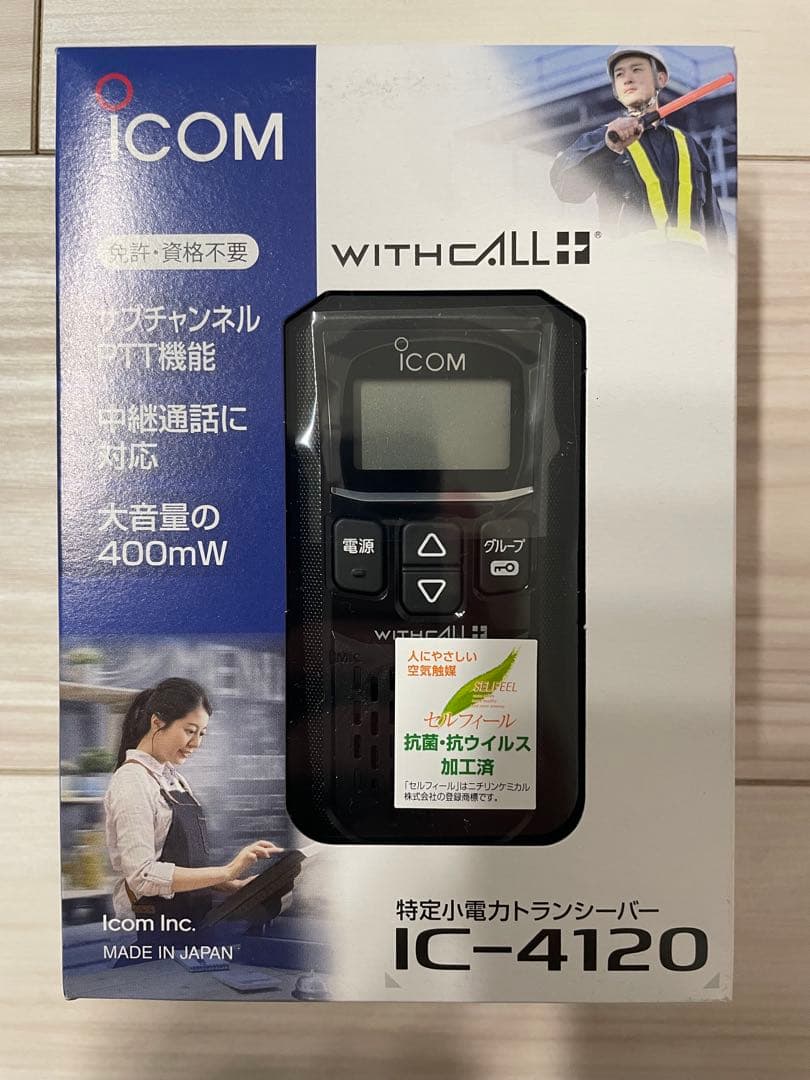 iCOM
免許・資格不要
WITHCALL+®
サブチャンネル
PTT機能
中継通話に
対応
大音量の
400mW
iCOM
電源
グループ
WITHCALL+
MIC
人にやさしい
空気触媒
SELFEEL
セルフィール
抗菌・抗ウイルス
加工済
「セルフィール」はニチリンケミカル
株式会社の登録商標です。
特定小電力トランシーバー
IC-4120
Icom Inc.
MADE IN JAPAN